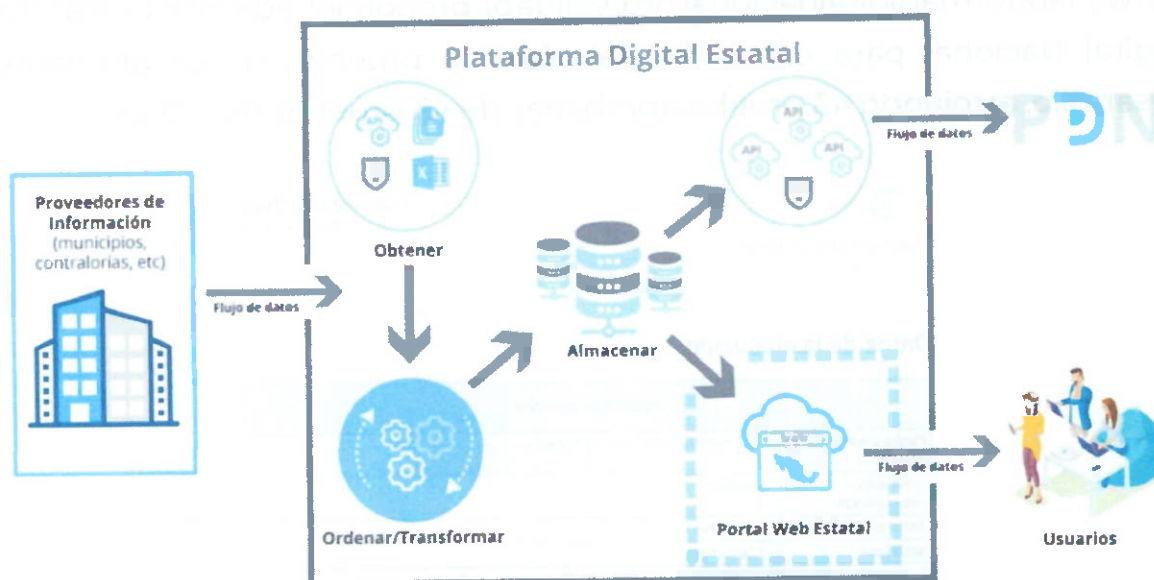 Plataforma Digital Estatal
API
Obtener
API
API
API
Flujo de datos
PDN
Proveedores de
Información
(municipios,
contralorías, etc)
Flujo de datos
Almacenar
Ordenar/Transformar
Portal Web Estatal
Flujo de datos
Usuarios